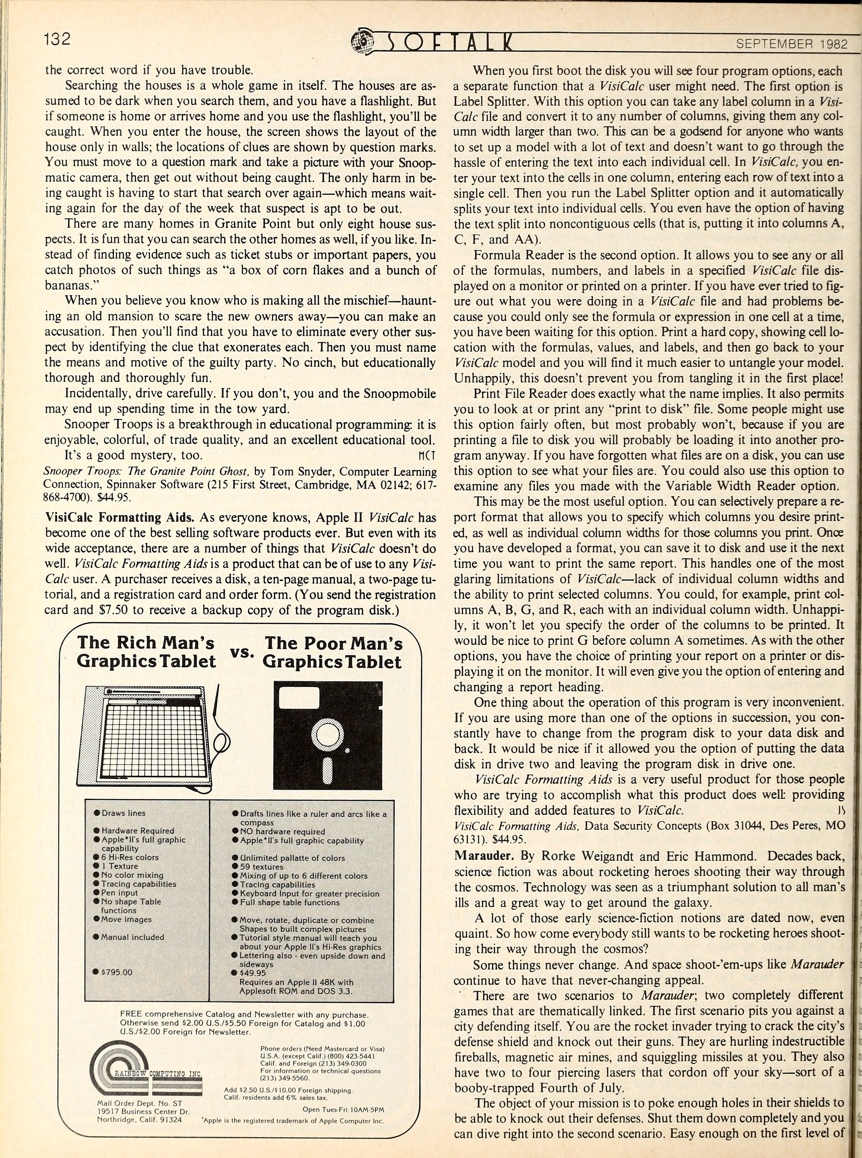 132
SOFTALK
SEPTEMBER 1982
the correct word if you have trouble.
Searching the houses is a whole game in itself. The houses are as-
sumed to be dark when you search them, and you have a flashlight. But
if someone is home or arrives home and you use the flashlight, you'll be
caught. When you enter the house, the screen shows the layout of the
house only in walls; the locations of clues are shown by question marks.
You must move to a question mark and take a picture with your Snoop-
matic camera, then get out without being caught. The only harm in be-
ing caught is having to start that search over again—which means wait-
ing again for the day of the week that suspect is apt to be out.
There are many homes in Granite Point but only eight house sus-
pects. It is fun that you can search the other homes as well, if you like. In-
stead of finding evidence such as ticket stubs or important papers, you
catch photos of such things as "a box of corn flakes and a bunch of
bananas."
When you believe you know who is making all the mischief—haunt-
ing an old mansion to scare the new owners away—you can make an
accusation. Then you'll find that you have to eliminate every other sus-
pect by identifying the clue that exonerates each. Then you must name
the means and motive of the guilty party. No cinch, but educationally
thorough and thoroughly fun.
Incidentally, drive carefully. If you don't, you and the Snoopmobile
may end up spending time in the tow yard.
Snooper Troops is a breakthrough in educational programming: it is
enjoyable, colorful, of trade quality, and an excellent educational tool.
It's a good mystery, too. MCT
Snooper Troops: The Granite Point Ghost, by Tom Snyder, Computer Learning
Connection, Spinnaker Software (215 First Street, Cambridge, MA 02142; 617-
868-4700). $44.95.
VisiCalc Formatting Aids. As everyone knows, Apple II VisiCalc has
become one of the best selling software products ever. But even with its
wide acceptance, there are a number of things that VisiCalc doesn't do
well. VisiCalc Formatting Aids is a product that can be of use to any Visi-
Calc user. A purchaser receives a disk, a ten-page manual, a two-page tu-
torial, and a registration card and order form. (You send the registration
card and $7.50 to receive a backup copy of the program disk.)
The Rich Man's
Graphics Tablet
vs.
The Poor Man's
Graphics Tablet
● Draws lines
● Hardware Required
● Apple*II's full graphic
capability
● 6 Hi-Res colors
● 1 Texture
● No color mixing
● Tracing capabilities
● Pen input
● No shape Table
functions
● Move images
● Manual included
● $795.00
● Drafts lines like a ruler and arcs like a
compass
● NO hardware required
● Apple*II's full graphic capability
● Unlimited pallatte of colors
● 59 textures
● Mixing of up to 6 different colors
● Tracing capabilities
● Keyboard Input for greater precision
● Full shape table functions
● Move, rotate, duplicate or combine
Shapes to built complex pictures
● Tutorial style manual will teach you
about your Apple II's Hi-Res graphics
● Lettering also - even upside down and
sideways
● $49.95
Requires an Apple II 48K with
Applesoft ROM and DOS 3.3.
FREE comprehensive Catalog and Newsletter with any purchase.
Otherwise send $2.00 U.S./$5.50 Foreign for Catalog and $1.00
U.S./$2.00 Foreign for Newsletter.
RAINBOW COMPUTING INC.
Mail Order Dept. No. ST
19517 Business Center Dr.
Northridge, Calif. 91324
Phone orders (Need Mastercard or Visa)
U.S.A. (except Calif.) (800) 423-5441
Calif. and Foreign (213) 349-0300
For information or technical questions
(213) 349-5560.
Add $2.50 U.S./$10.00 Foreign shipping.
Calif. residents add 6% sales tax.
Open Tues-Fri 10AM-5PM
*Apple is the registered trademark of Apple Computer Inc.
When you first boot the disk you will see four program options, each
a separate function that a VisiCalc user might need. The first option is
Label Splitter. With this option you can take any label column in a Visi-
Calc file and convert it to any number of columns, giving them any col-
umn width larger than two. This can be a godsend for anyone who wants
to set up a model with a lot of text and doesn't want to go through the
hassle of entering the text into each individual cell. In VisiCalc, you en-
ter your text into the cells in one column, entering each row of text into a
single cell. Then you run the Label Splitter option and it automatically
splits your text into individual cells. You even have the option of having
the text split into noncontiguous cells (that is, putting it into columns A,
C, F, and AA).
Formula Reader is the second option. It allows you to see any or all
of the formulas, numbers, and labels in a specified VisiCalc file dis-
played on a monitor or printed on a printer. If you have ever tried to fig-
ure out what you were doing in a VisiCalc file and had problems be-
cause you could only see the formula or expression in one cell at a time,
you have been waiting for this option. Print a hard copy, showing cell lo-
cation with the formulas, values, and labels, and then go back to your
VisiCalc model and you will find it much easier to untangle your model.
Unhappily, this doesn't prevent you from tangling it in the first place!
Print File Reader does exactly what the name implies. It also permits
you to look at or print any "print to disk" file. Some people might use
this option fairly often, but most probably won't, because if you are
printing a file to disk you will probably be loading it into another pro-
gram anyway. If you have forgotten what files are on a disk, you can use
this option to see what your files are. You could also use this option to
examine any files you made with the Variable Width Reader option.
This may be the most useful option. You can selectively prepare a re-
port format that allows you to specify which columns you desire print-
ed, as well as individual column widths for those columns you print. Once
you have developed a format, you can save it to disk and use it the next
time you want to print the same report. This handles one of the most
glaring limitations of VisiCalc—lack of individual column widths and
the ability to print selected columns. You could, for example, print col-
umns A, B, G, and R, each with an individual column width. Unhappi-
ly, it won't let you specify the order of the columns to be printed. It
would be nice to print G before column A sometimes. As with the other
options, you have the choice of printing your report on a printer or dis-
playing it on the monitor. It will even give you the option of entering and
changing a report heading.
One thing about the operation of this program is very inconvenient.
If you are using more than one of the options in succession, you con-
stantly have to change from the program disk to your data disk and
back. It would be nice if it allowed you the option of putting the data
disk in drive two and leaving the program disk in drive one.
VisiCalc Formatting Aids is a very useful product for those people
who are trying to accomplish what this product does well: providing
flexibility and added features to VisiCalc. JS
VisiCalc Formatting Aids, Data Security Concepts (Box 31044, Des Peres, MO
63131). $44.95.
Marauder. By Rorke Weigandt and Eric Hammond. Decades back,
science fiction was about rocketing heroes shooting their way through
the cosmos. Technology was seen as a triumphant solution to all man's
ills and a great way to get around the galaxy.
A lot of those early science-fiction notions are dated now, even
quaint. So how come everybody still wants to be rocketing heroes shoot-
ing their way through the cosmos?
Some things never change. And space shoot-'em-ups like Marauder
continue to have that never-changing appeal.
There are two scenarios to Marauder; two completely different
games that are thematically linked. The first scenario pits you against a
city defending itself. You are the rocket invader trying to crack the city's
defense shield and knock out their guns. They are hurling indestructible
fireballs, magnetic air mines, and squiggling missiles at you. They also
have two to four piercing lasers that cordon off your sky—sort of a
booby-trapped Fourth of July.
The object of your mission is to poke enough holes in their shields to
be able to knock out their defenses. Shut them down completely and you
can dive right into the second scenario. Easy enough on the first level of